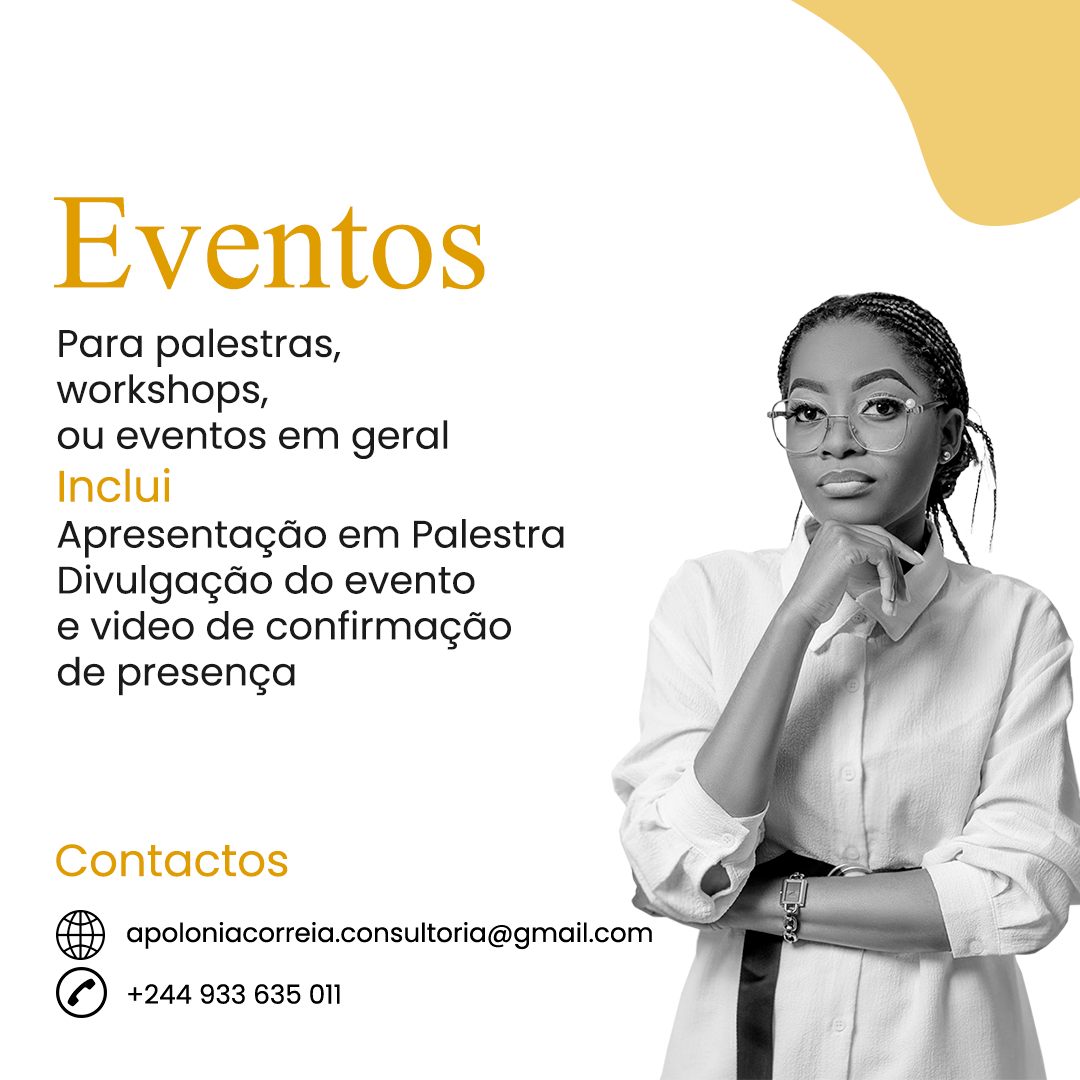 Eventos
Para palestras,
workshops,
ou eventos em geral
Inclui
Apresentação em Palestra
Divulgação do evento
e video de confirmação
de presença
Contactos
apoloniacorreia.consultoria@gmail.com
+244 933 635 011